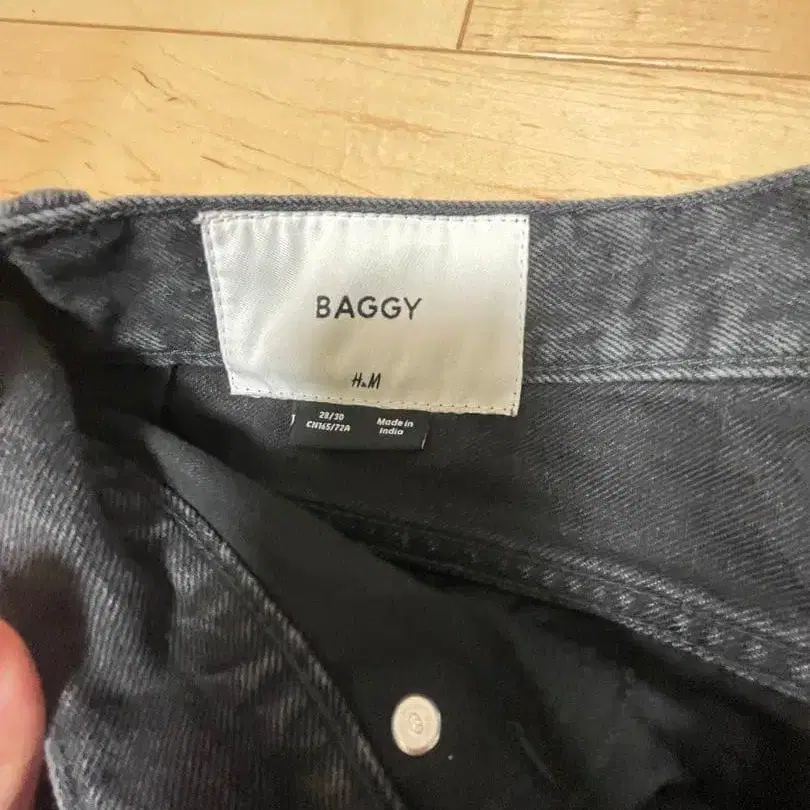 BAGGY
H&M
28/30
CN165/72A
Made in
India